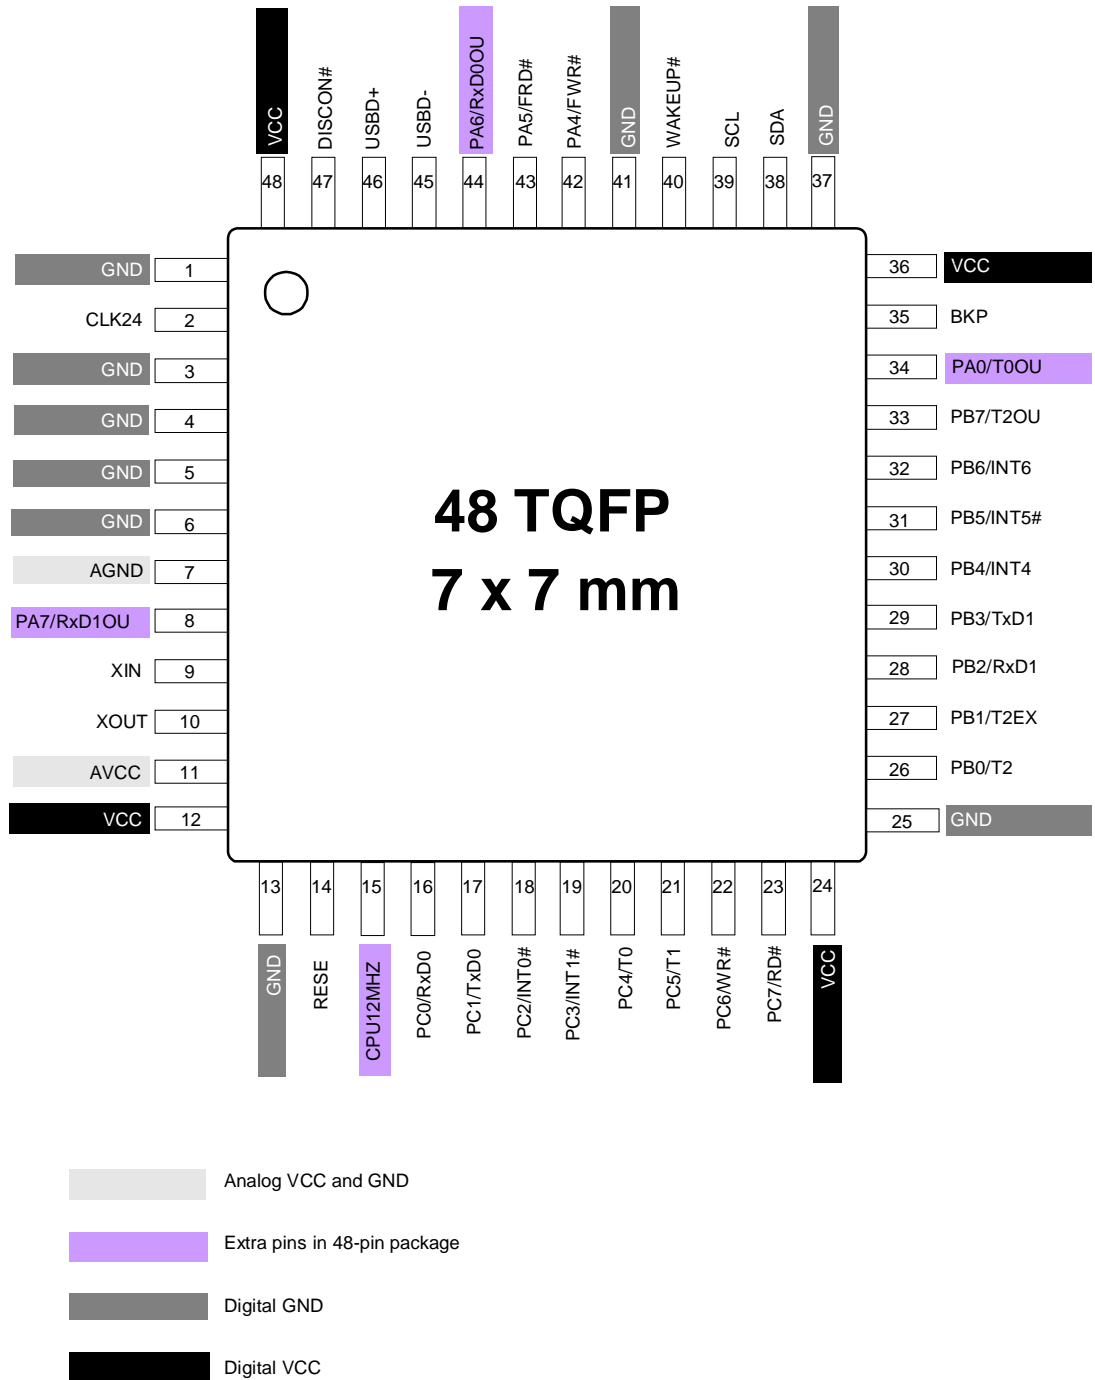 VCC
DISCON#
USBD+
USBD-
PA6/RxD0OU
PA5/FRD#
PA4/FWR#
GND
WAKEUP#
SCL
SDA
GND
48
47
46
45
44
43
42
41
40
39
38
37
GND 1
CLK24 2
GND 3
GND 4
GND 5
GND 6
AGND 7
PA7/RxD1OU 8
XIN 9
XOUT 10
AVCC 11
VCC 12
48 TQFP
7 x 7 mm
36 VCC
35 BKP
34 PA0/T0OU
33 PB7/T2OU
32 PB6/INT6
31 PB5/INT5#
30 PB4/INT4
29 PB3/TxD1
28 PB2/RxD1
27 PB1/T2EX
26 PB0/T2
25 GND
13
14
15
16
17
18
19
20
21
22
23
24
GND
RESE
CPU12MHZ
PC0/RxD0
PC1/TxD0
PC2/INT0#
PC3/INT1#
PC4/T0
PC5/T1
PC6/WR#
PC7/RD#
VCC
Analog VCC and GND
Extra pins in 48-pin package
Digital GND
Digital VCC